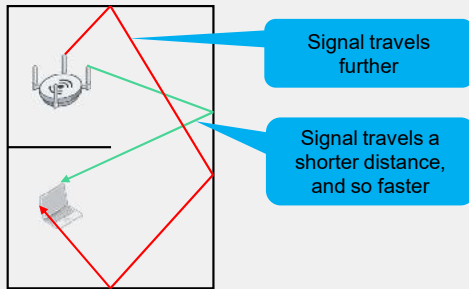 Signal travels
further
Signal travels a
shorter distance,
and so faster